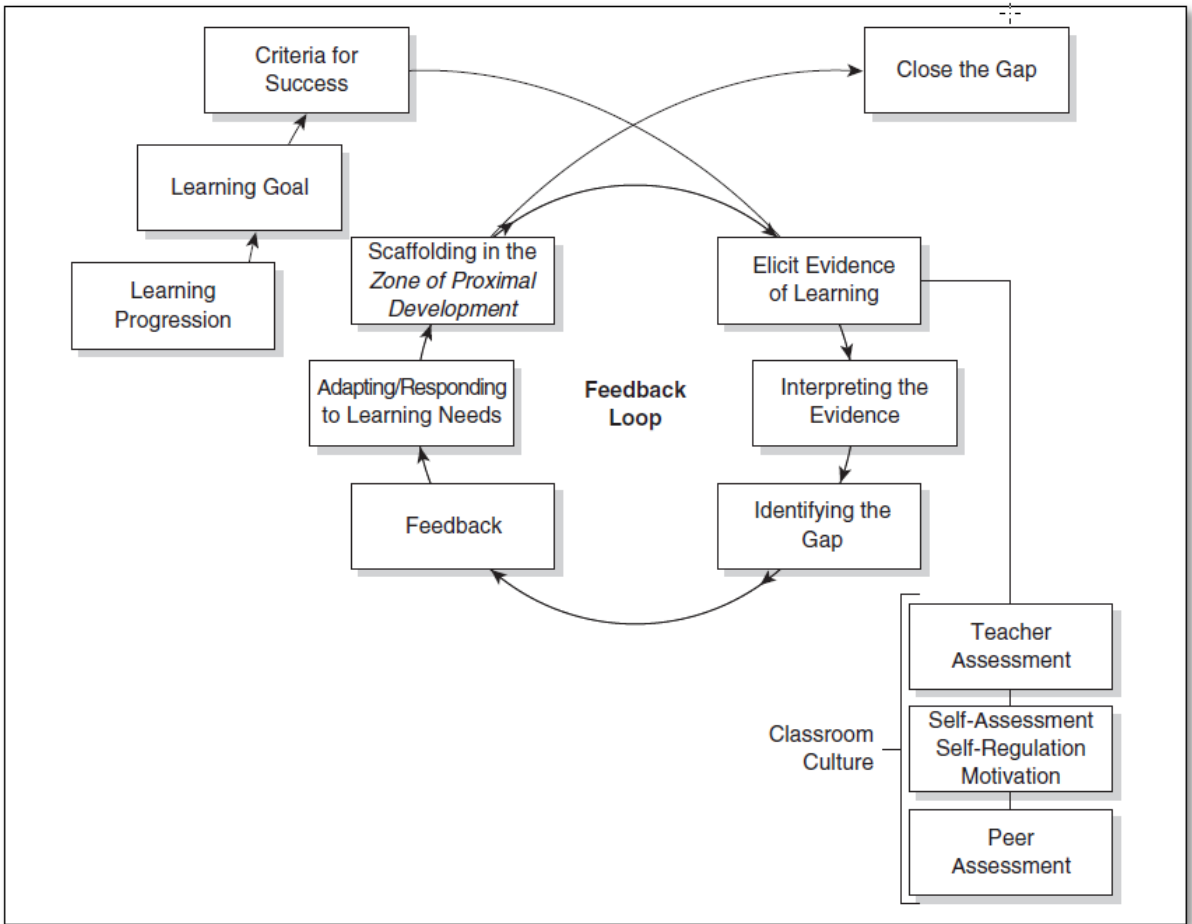 Criteria for
Success
Close the Gap
Learning Goal
Learning
Progression
Scaffolding in the
Zone of Proximal
Development
Elicit Evidence
of Learning
Adapting/Responding
to Learning Needs
Feedback
Loop
Interpreting the
Evidence
Feedback
Identifying the
Gap
Teacher
Assessment
Classroom
Culture
Self-Assessment
Self-Regulation
Motivation
Peer
Assessment